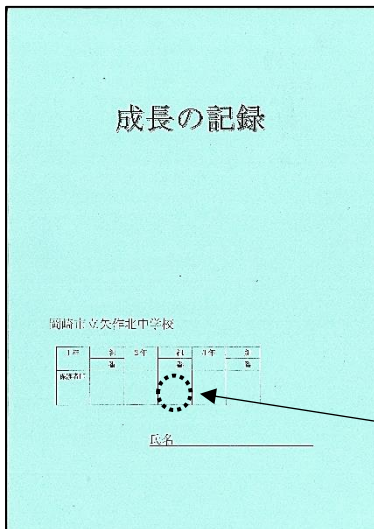 成長の記録
岡崎市立矢作北中学校
1年 組 2年 組 3年 組
番 番 番
保護者印
氏名